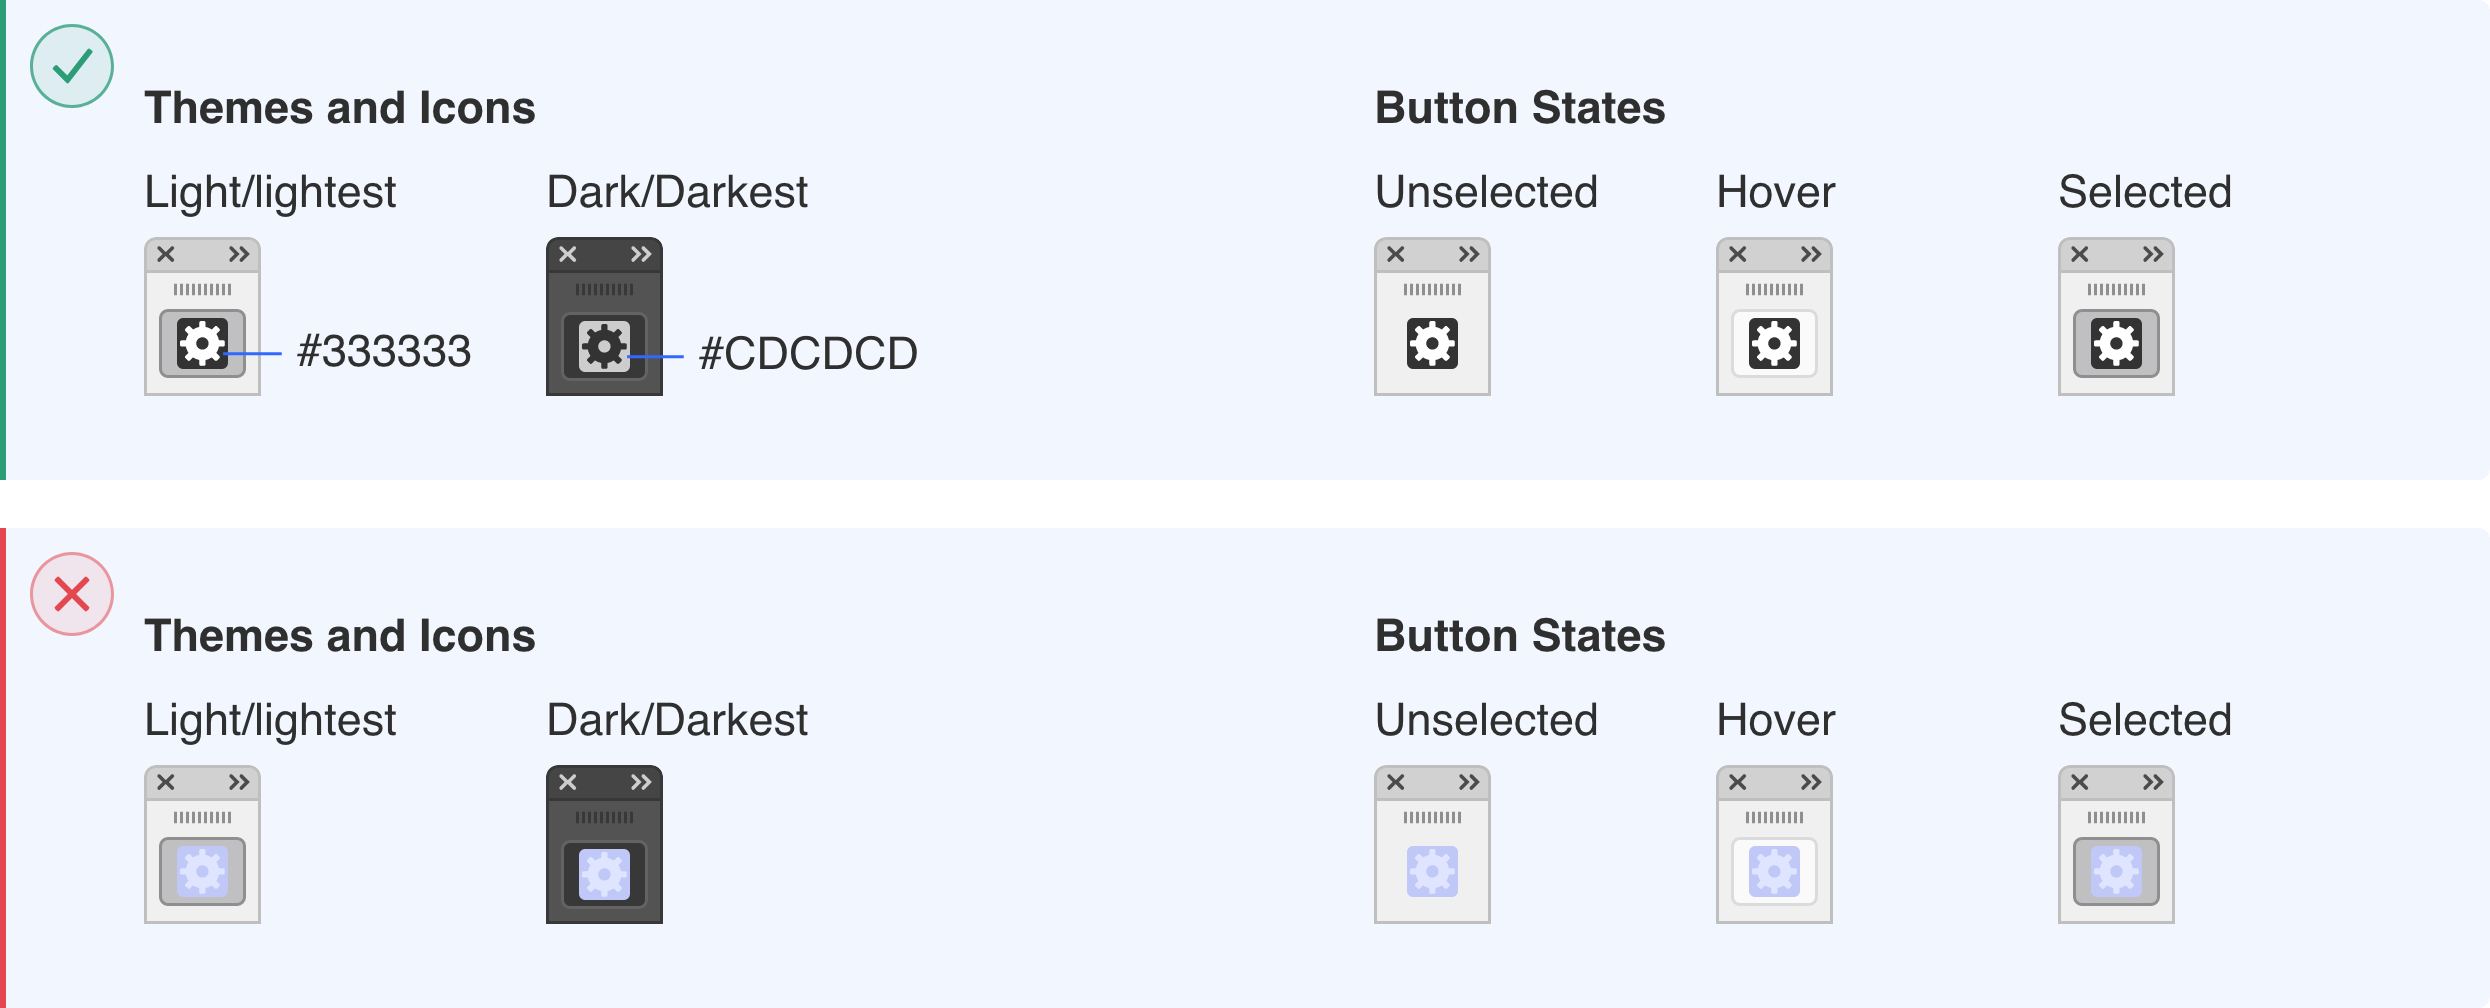 Themes and Icons
Button States
Light/lightest
Dark/Darkest
Unselected
Hover
Selected
#333333
#CDCDCD
Themes and Icons
Button States
Light/lightest
Dark/Darkest
Unselected
Hover
Selected